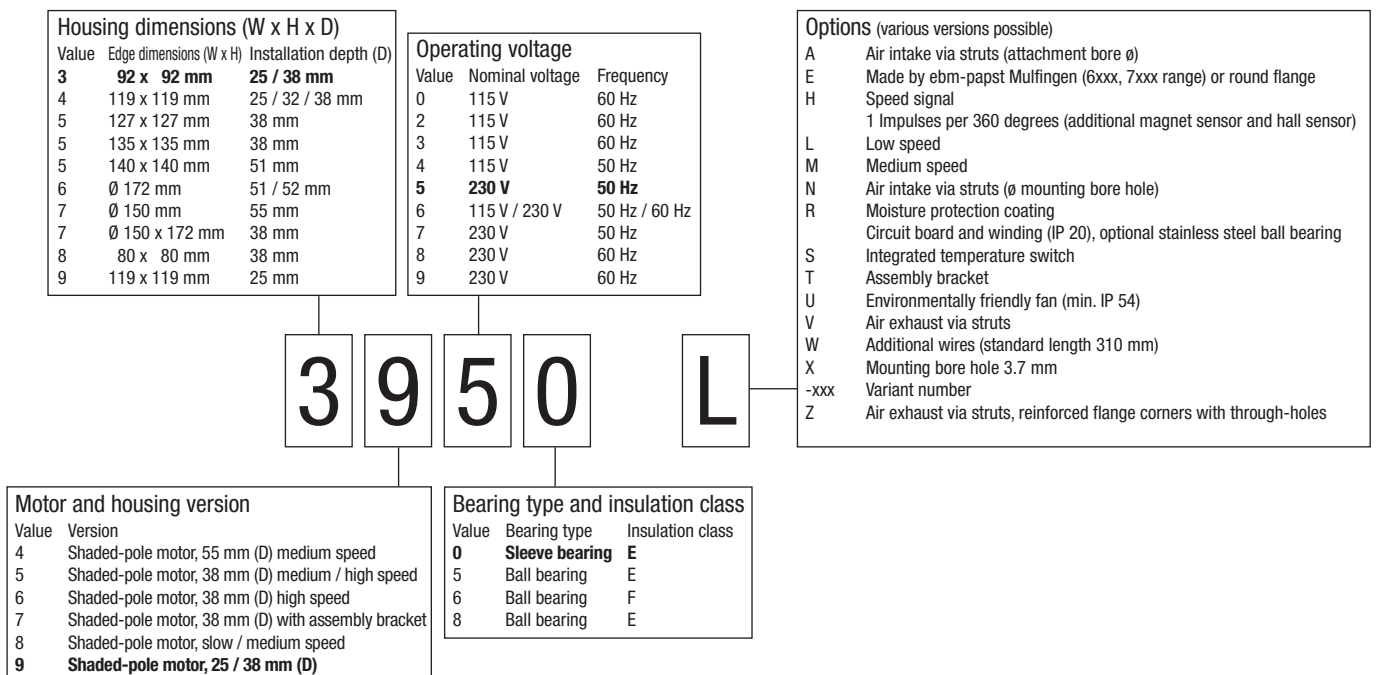 Housing dimensions (W x H x D)
Value Edge dimensions (W x H) Installation depth (D)
3 92 x 92 mm 25 / 38 mm
4 119 x 119 mm 25 / 32 / 38 mm
5 127 x 127 mm 38 mm
5 135 x 135 mm 38 mm
5 140 x 140 mm 51 mm
6 Ø 172 mm 51 / 52 mm
7 Ø 150 mm 55 mm
7 Ø 150 x 172 mm 38 mm
8 80 x 80 mm 38 mm
9 119 x 119 mm 25 mm
Operating voltage
Value Nominal voltage Frequency
0 115 V 60 Hz
2 115 V 60 Hz
3 115 V 60 Hz
4 115 V 50 Hz
5 230 V 50 Hz
6 115 V / 230 V 50 Hz / 60 Hz
7 230 V 50 Hz
8 230 V 60 Hz
9 230 V 60 Hz
Options (various versions possible)
A Air intake via struts (attachment bore ø)
E Made by ebm-papst Mulfingen (6xxx, 7xxx range) or round flange
H Speed signal
1 Impulses per 360 degrees (additional magnet sensor and hall sensor)
L Low speed
M Medium speed
N Air intake via struts (ø mounting bore hole)
R Moisture protection coating
Circuit board and winding (IP 20), optional stainless steel ball bearing
S Integrated temperature switch
T Assembly bracket
U Environmentally friendly fan (min. IP 54)
V Air exhaust via struts
W Additional wires (standard length 310 mm)
X Mounting bore hole 3.7 mm
-xxx Variant number
Z Air exhaust via struts, reinforced flange corners with through-holes
3 9 5 0 L
Motor and housing version
Value Version
4 Shaded-pole motor, 55 mm (D) medium speed
5 Shaded-pole motor, 38 mm (D) medium / high speed
6 Shaded-pole motor, 38 mm (D) high speed
7 Shaded-pole motor, 38 mm (D) with assembly bracket
8 Shaded-pole motor, slow / medium speed
9 Shaded-pole motor, 25 / 38 mm (D)
Bearing type and insulation class
Value Bearing type Insulation class
0 Sleeve bearing E
5 Ball bearing E
6 Ball bearing F
8 Ball bearing E